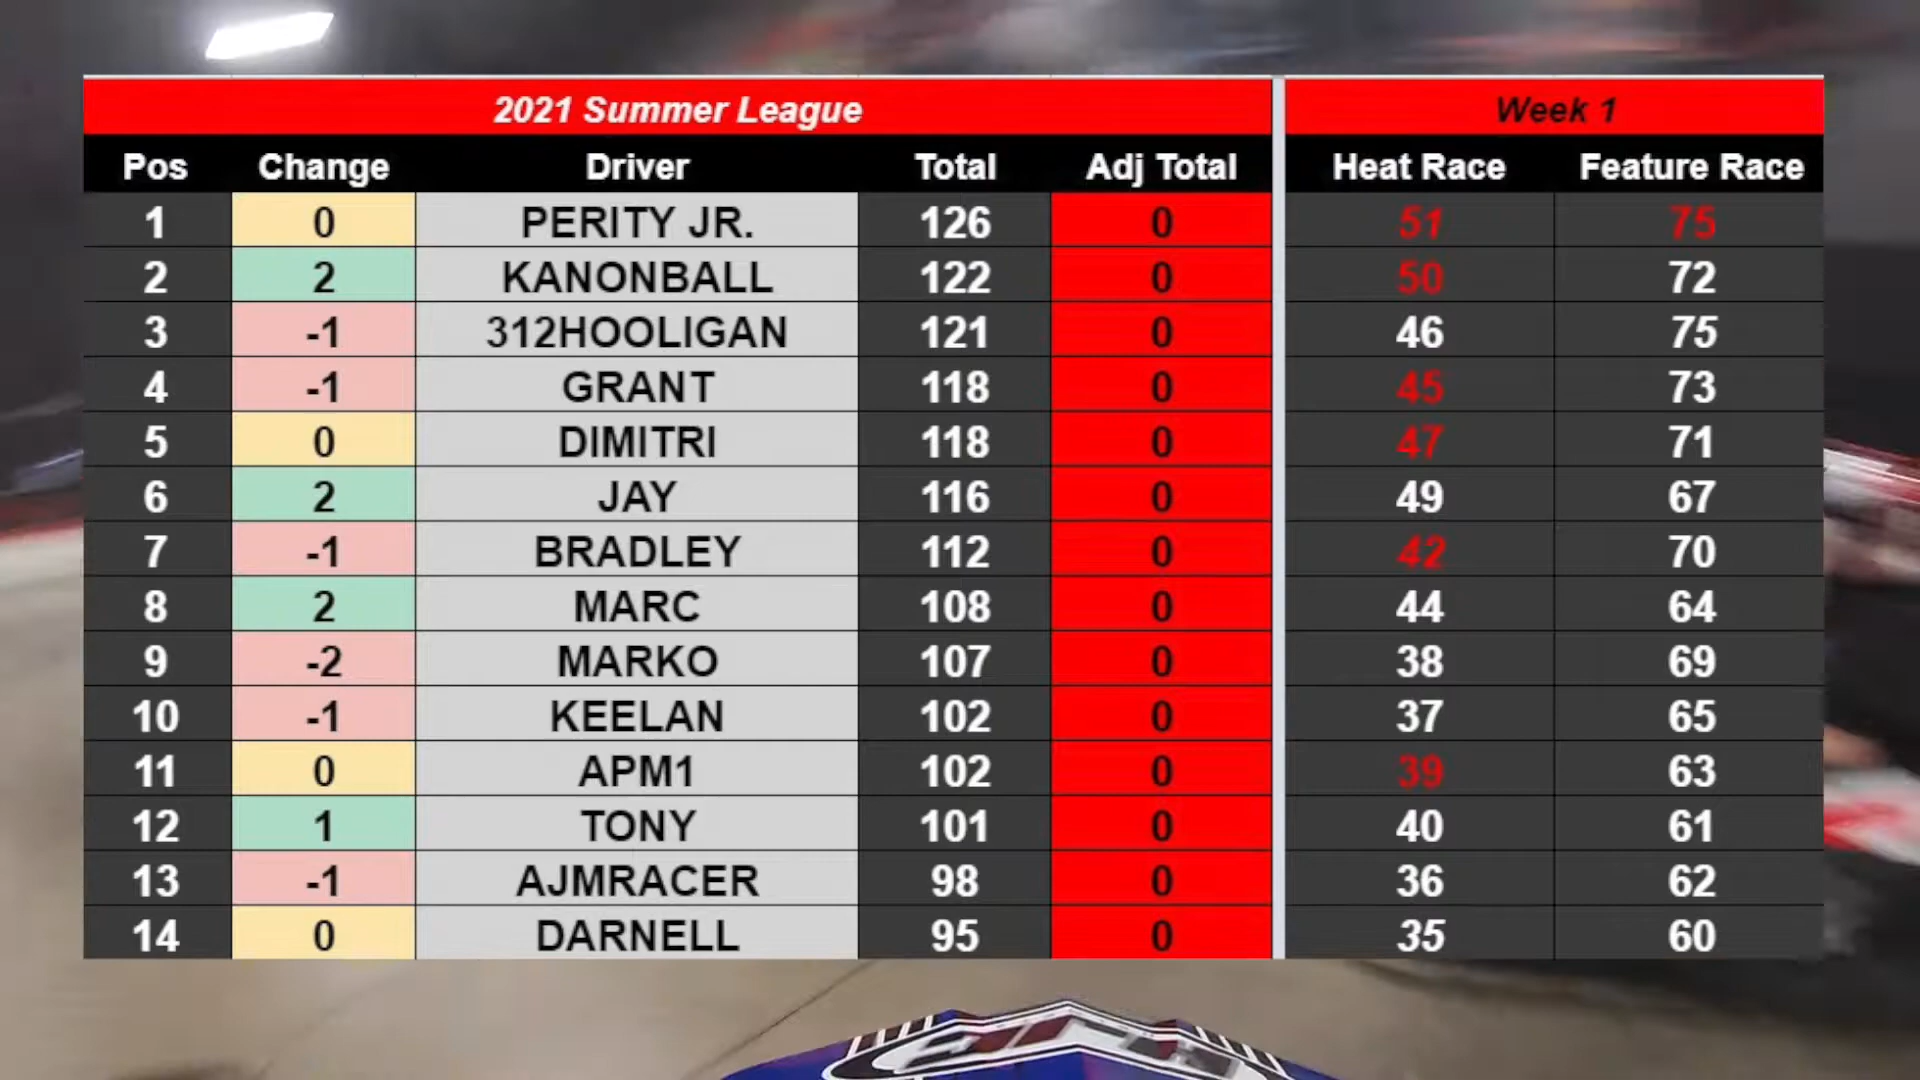 2021 Summer League Week 1
Pos Change Driver Total Adj Total Heat Race Feature Race
1 0 PERITY JR. 126 0 51 75
2 2 KANONBALL 122 0 50 72
3 -1 312HOOLIGAN 121 0 46 75
4 -1 GRANT 118 0 45 73
5 0 DIMITRI 118 0 47 71
6 2 JAY 116 0 49 67
7 -1 BRADLEY 112 0 42 70
8 2 MARC 108 0 44 64
9 -2 MARKO 107 0 38 69
10 -1 KEELAN 102 0 37 65
11 0 APM1 102 0 39 63
12 1 TONY 101 0 40 61
13 -1 AJMRACER 98 0 36 62
14 0 DARNELL 95 0 35 60